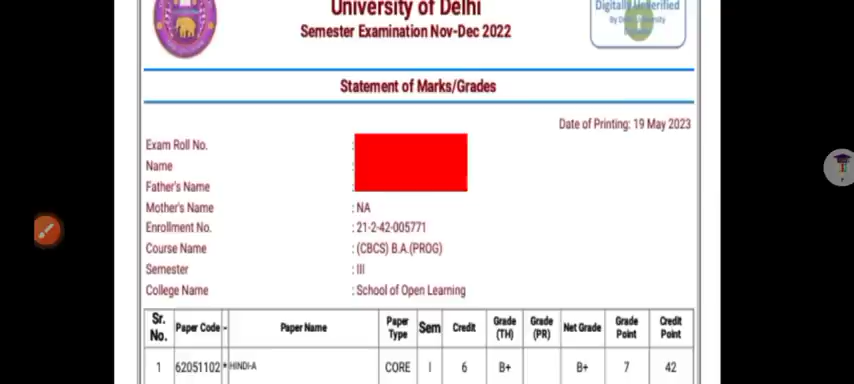 University of Delhi
Semester Examination Nov-Dec 2022
Digitally
By
University
Statement of Marks/Grades
Date of Printing: 19 May 2023
Exam Roll No. :
Name :
Father's Name :
Mother's Name : NA
Enrollment No. : 21-2-42-005771
Course Name : (CBCS) B.A.(PROG)
Semester : III
College Name : School of Open Learning
Sr. No. Paper Code - Paper Name Paper Type Sem Credit Grade (TH) Grade (PR) Net Grade Grade Point Credit Point
1 62051102 * HINDI-A CORE I 6 B+ B+ 7 42